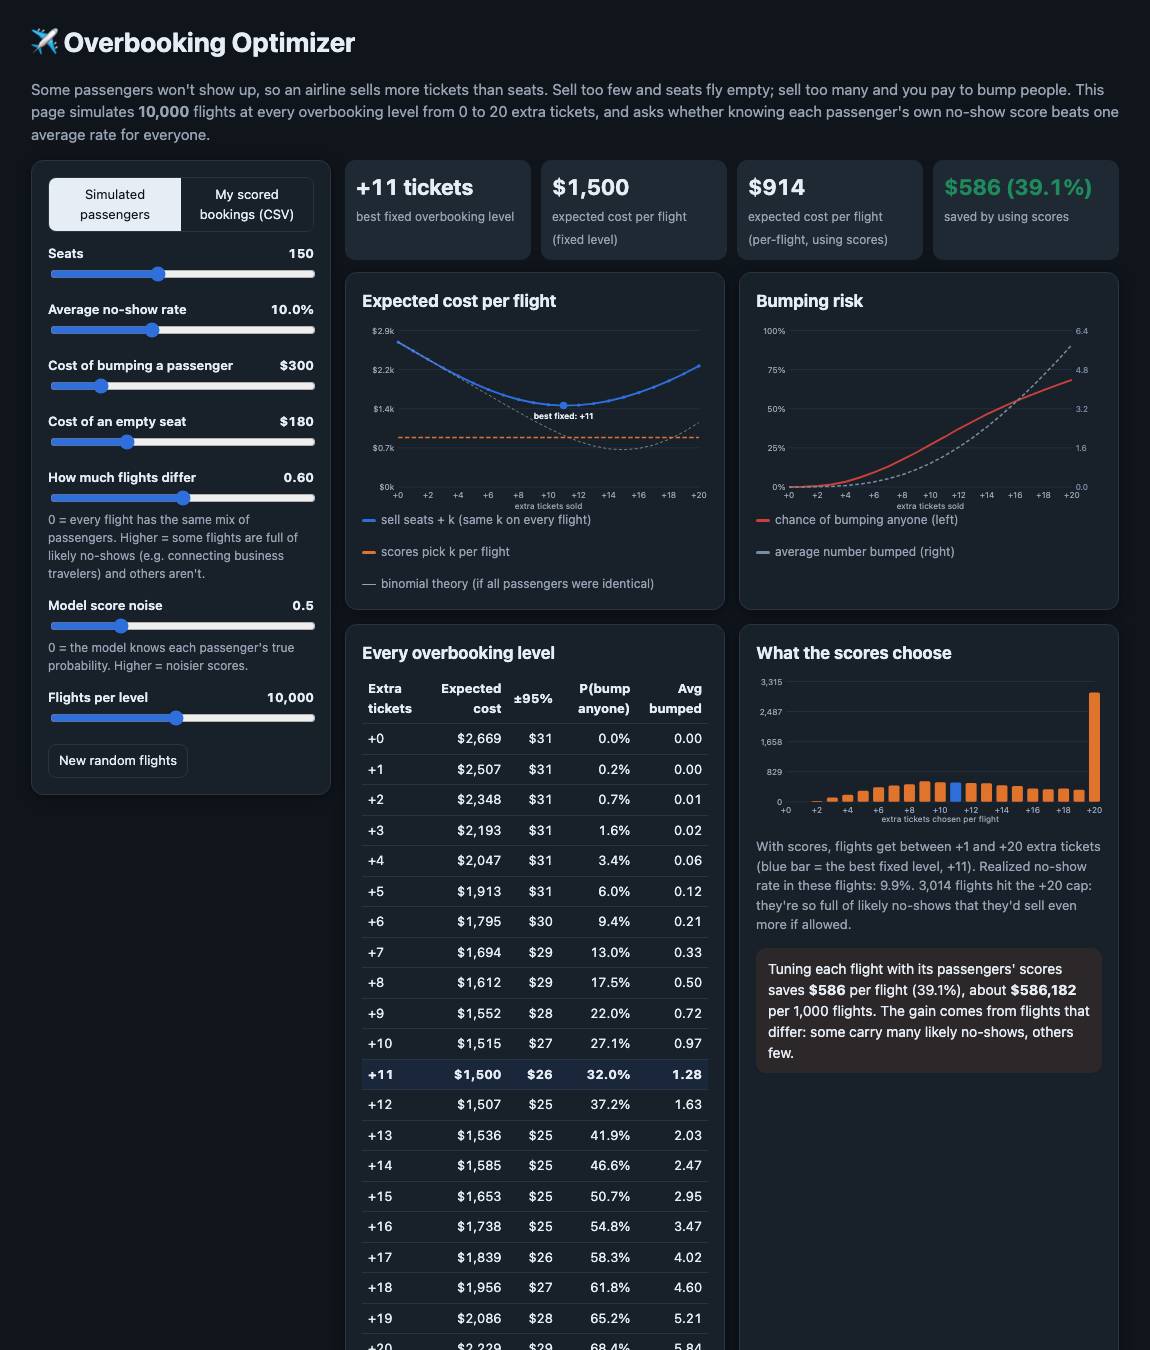 ✈️ Overbooking Optimizer
Some passengers won't show up, so an airline sells more tickets than seats. Sell too few and seats fly empty; sell too many and you pay to bump people. This
page simulates 10,000 flights at every overbooking level from 0 to 20 extra tickets, and asks whether knowing each passenger's own no-show score beats one
average rate for everyone.
Simulated
passengers
My scored
bookings (CSV)
Seats 150
Average no-show rate 10.0%
Cost of bumping a passenger $300
Cost of an empty seat $180
How much flights differ 0.60
0 = every flight has the same mix of
passengers. Higher = some flights are full of
likely no-shows (e.g. connecting business
travelers) and others aren't.
Model score noise 0.5
0 = the model knows each passenger's true
probability. Higher = noisier scores.
Flights per level 10,000
New random flights
+11 tickets
best fixed overbooking level
$1,500
expected cost per flight
(fixed level)
$914
expected cost per flight
(per-flight, using scores)
$586 (39.1%)
saved by using scores
Expected cost per flight
$2.9k
$2.2k
$1.4k
$0.7k
$0k
best fixed: +11
+0 +2 +4 +6 +8 +10 +12 +14 +16 +18 +20
extra tickets sold
sell seats + k (same k on every flight)
scores pick k per flight
binomial theory (if all passengers were identical)
Bumping risk
100% 6.4
75% 4.8
50% 3.2
25% 1.6
0% 0.0
+0 +2 +4 +6 +8 +10 +12 +14 +16 +18 +20
extra tickets sold
chance of bumping anyone (left)
average number bumped (right)
Every overbooking level
Extra tickets Expected cost ±95% P(bump anyone) Avg bumped
+0 $2,669 $31 0.0% 0.00
+1 $2,507 $31 0.2% 0.00
+2 $2,348 $31 0.7% 0.01
+3 $2,193 $31 1.6% 0.02
+4 $2,047 $31 3.4% 0.06
+5 $1,913 $31 6.0% 0.12
+6 $1,795 $30 9.4% 0.21
+7 $1,694 $29 13.0% 0.33
+8 $1,612 $29 17.5% 0.50
+9 $1,552 $28 22.0% 0.72
+10 $1,515 $27 27.1% 0.97
+11 $1,500 $26 32.0% 1.28
+12 $1,507 $25 37.2% 1.63
+13 $1,536 $25 41.9% 2.03
+14 $1,585 $25 46.6% 2.47
+15 $1,653 $25 50.7% 2.95
+16 $1,738 $25 54.8% 3.47
+17 $1,839 $26 58.3% 4.02
+18 $1,956 $27 61.8% 4.60
+19 $2,086 $28 65.2% 5.21
+20 $2,229 $29 68.4% 5.84
What the scores choose
3,315
2,487
1,658
829
0
+0 +2 +4 +6 +8 +10 +12 +14 +16 +18 +20
extra tickets chosen per flight
With scores, flights get between +1 and +20 extra tickets
(blue bar = the best fixed level, +11). Realized no-show
rate in these flights: 9.9%. 3,014 flights hit the +20 cap:
they're so full of likely no-shows that they'd sell even
more if allowed.
Tuning each flight with its passengers' scores
saves $586 per flight (39.1%), about $586,182
per 1,000 flights. The gain comes from flights that
differ: some carry many likely no-shows, others
few.